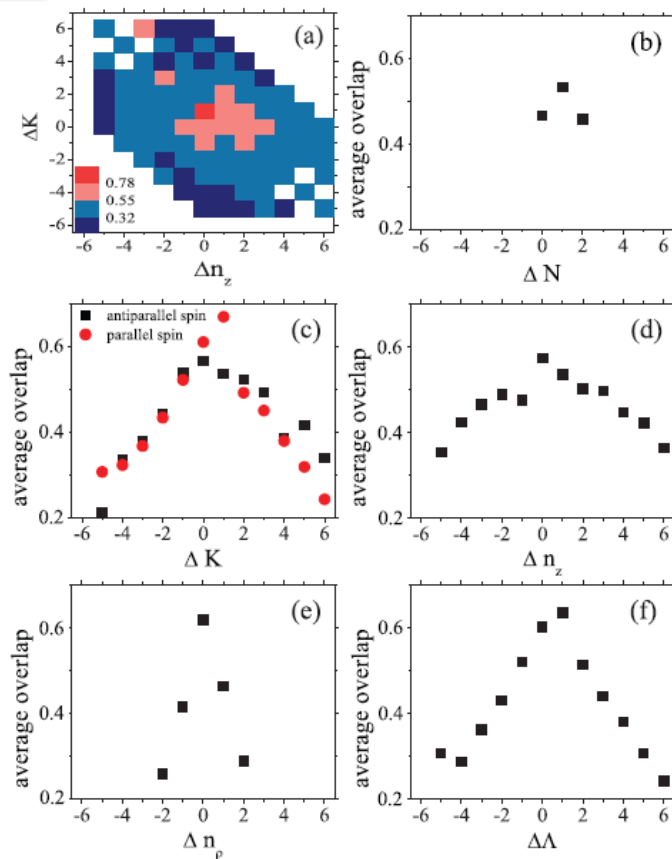 (a)
6
4
2
0
-2
-4
-6
ΔK
0.78
0.55
0.32
-6 -4 -2 0 2 4 6
Δn_z
(b)
0.6
0.4
0.2
average overlap
-6 -4 -2 0 2 4 6
Δ N
(c)
antiparallel spin
parallel spin
0.6
0.4
0.2
average overlap
-6 -4 -2 0 2 4 6
Δ K
(d)
0.6
0.4
0.2
average overlap
-6 -4 -2 0 2 4 6
Δ n_z
(e)
0.6
0.4
0.2
average overlap
-6 -4 -2 0 2 4 6
Δ n_ρ
(f)
0.6
0.4
0.2
average overlap
-6 -4 -2 0 2 4 6
ΔΛ